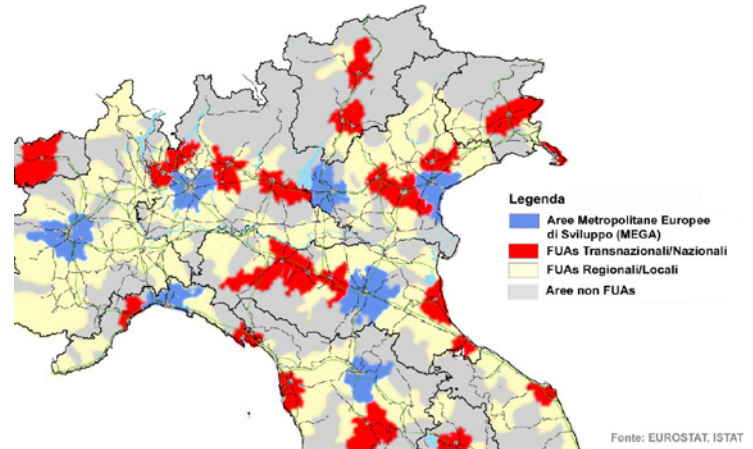 Legenda
Aree Metropolitane Europee
di Sviluppo (MEGA)
FUAs Transnazionali/Nazionali
FUAs Regionali/Locali
Aree non FUAs
Fonte: EUROSTAT, ISTAT